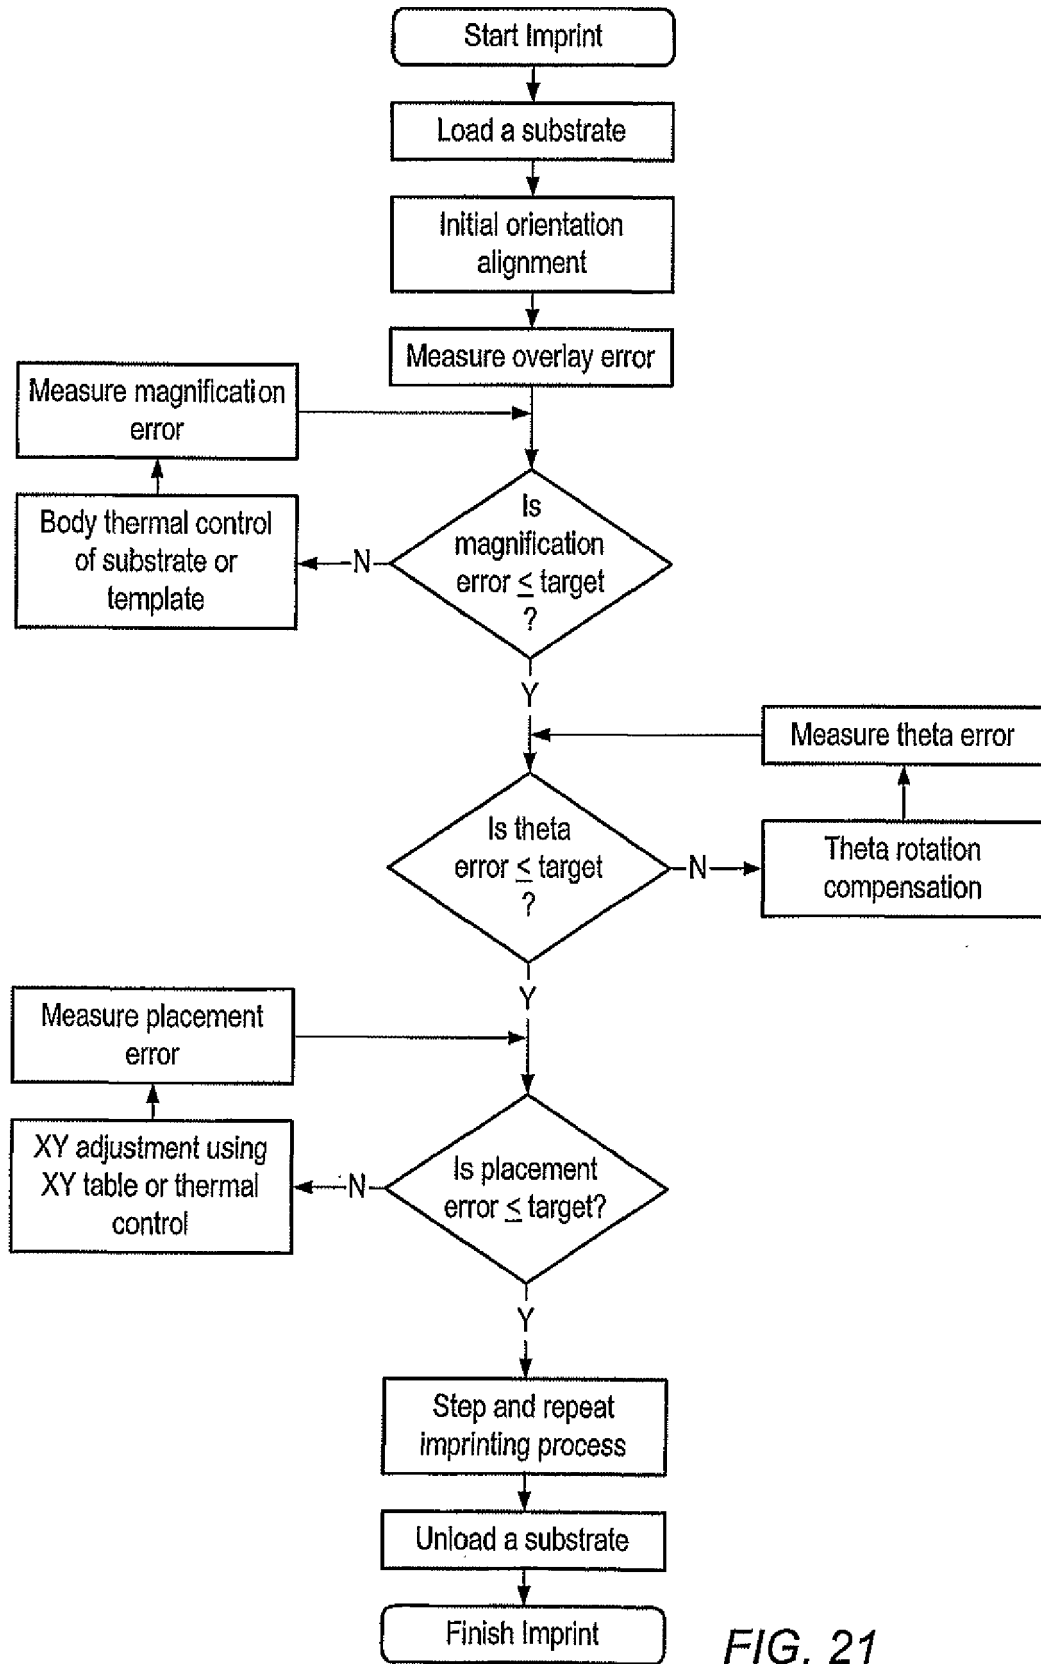 Start Imprint
Load a substrate
Initial orientation
alignment
Measure overlay error
Measure magnification
error
Body thermal control
of substrate or
template
N
Is
magnification
error ≤ target
?
Y
Measure theta error
Is theta
error ≤ target
?
N
Theta rotation
compensation
Y
Measure placement
error
XY adjustment using
XY table or thermal
control
N
Is placement
error ≤ target?
Y
Step and repeat
imprinting process
Unload a substrate
Finish Imprint
FIG. 21